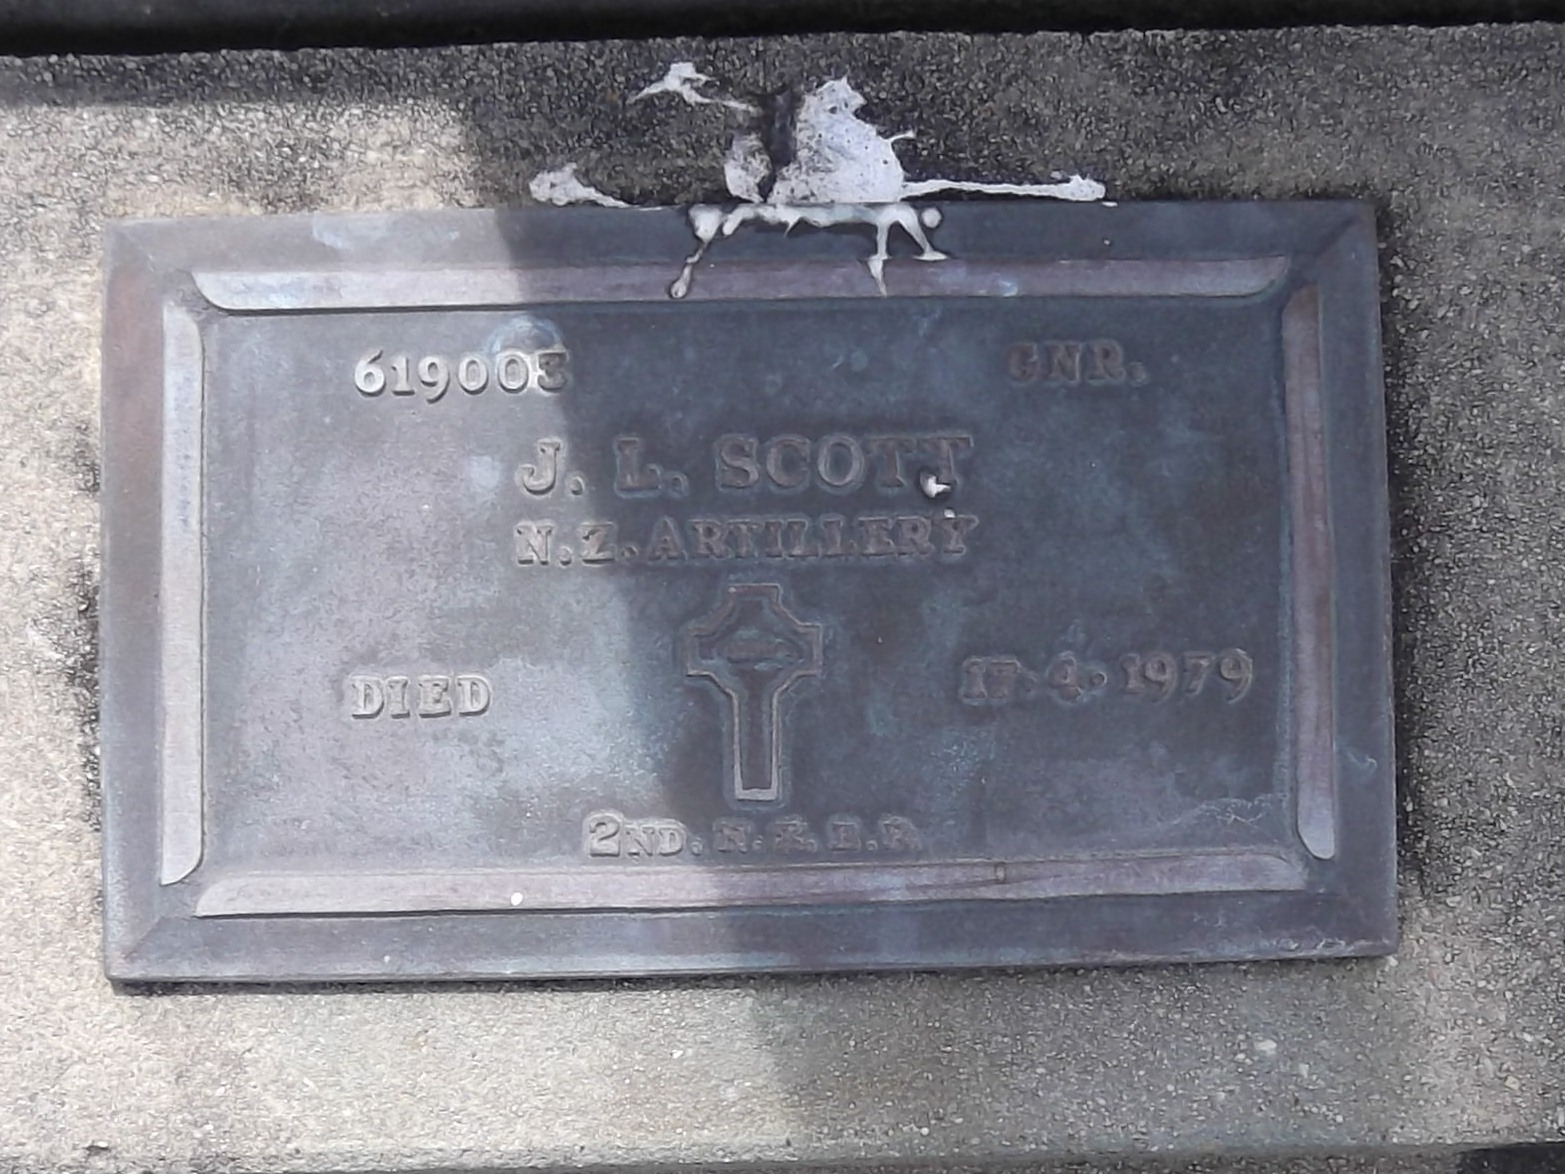 619003 GNR.
J. L. SCOTT
N.Z. ARTILLERY
DIED 17.4.1979
2ND. N.Z.E.F.